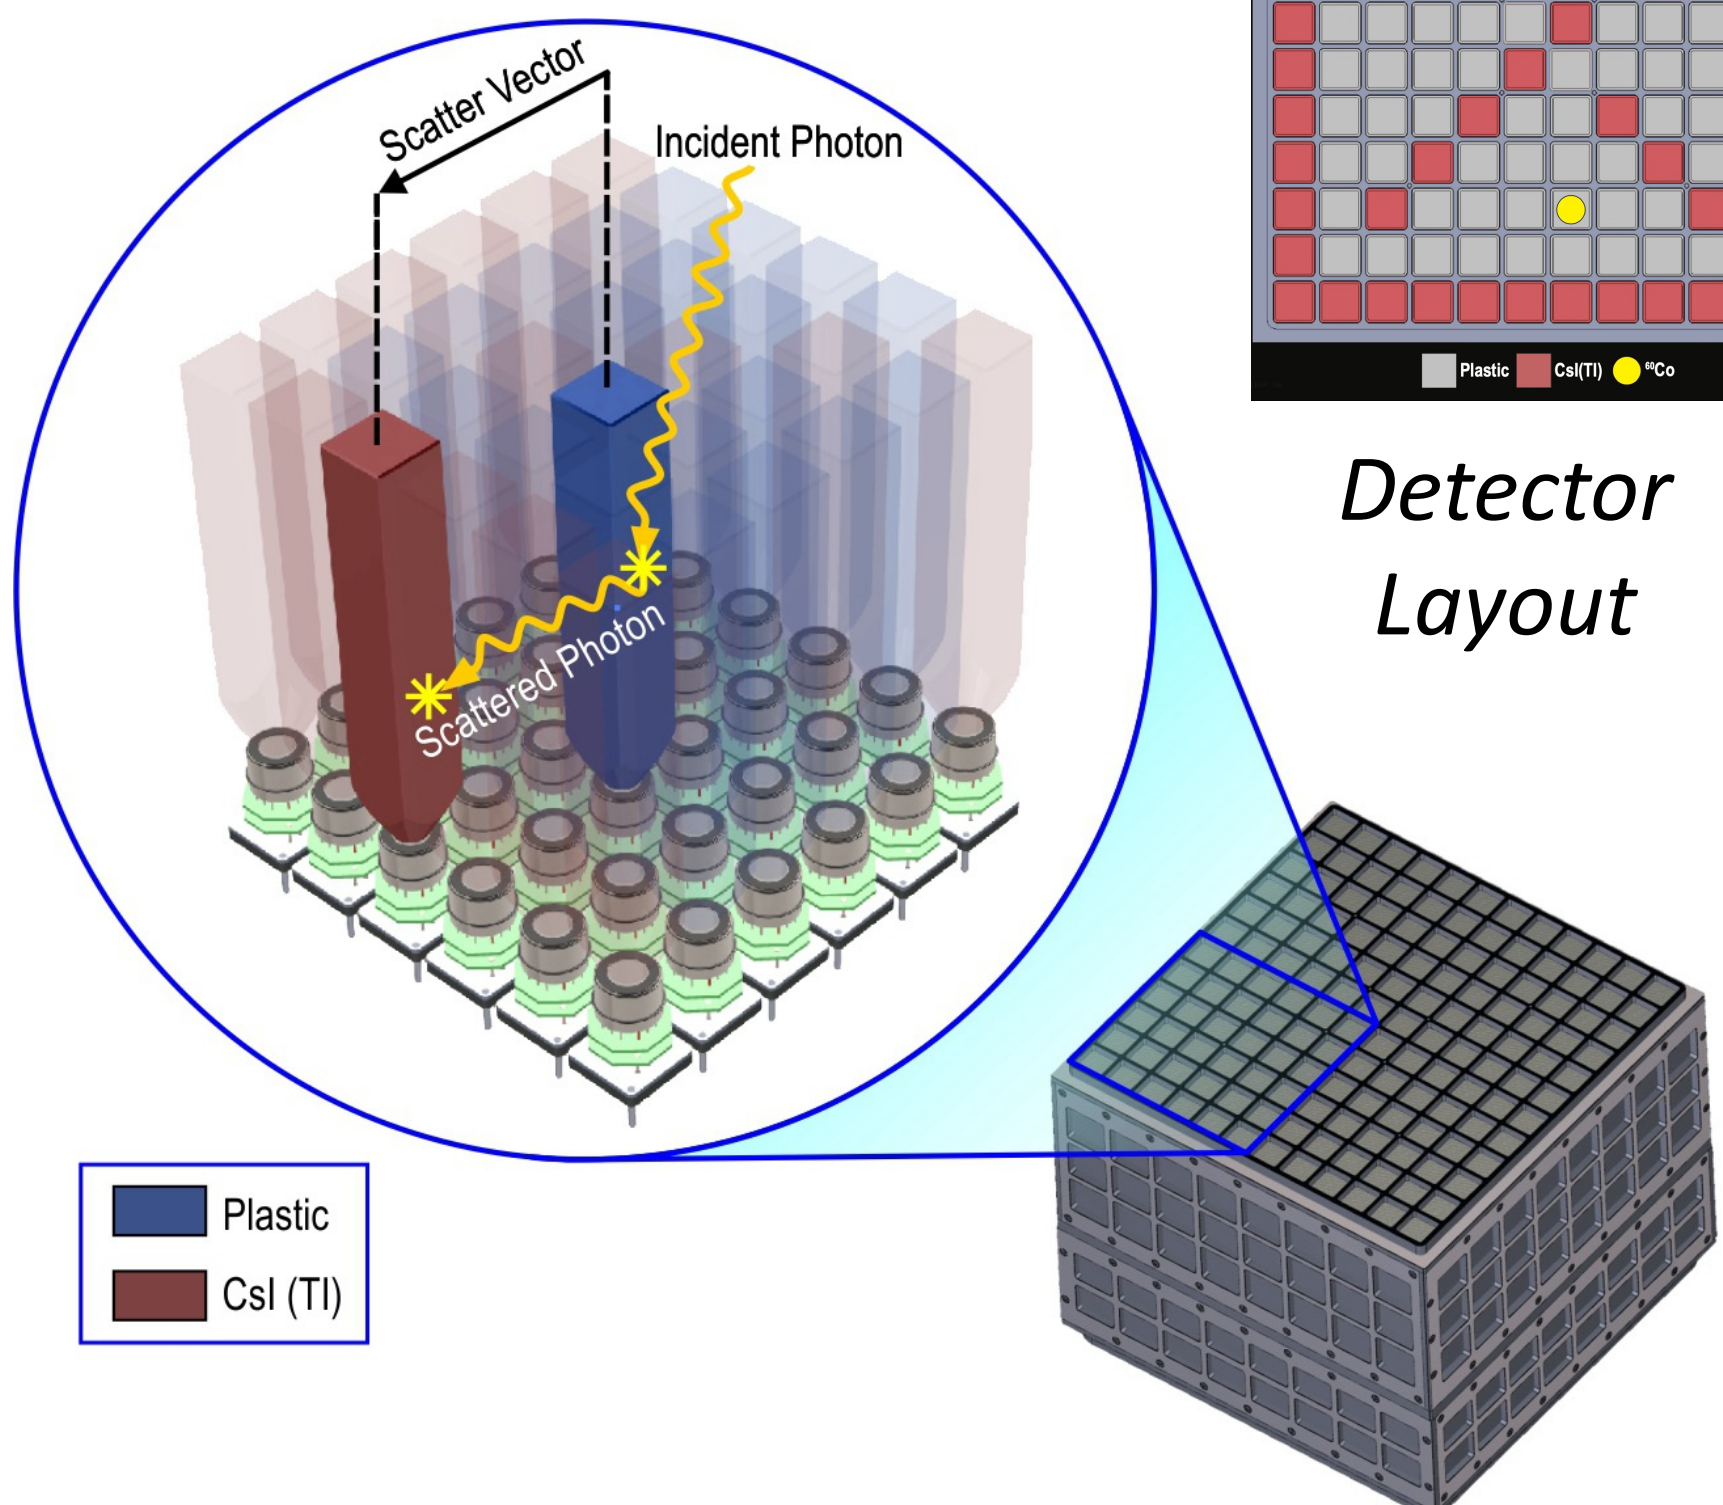 Scatter Vector
Incident Photon
Scattered Photon
Plastic
CsI (Tl)
Plastic
CsI(Tl)
⁶⁰Co
Detector
Layout